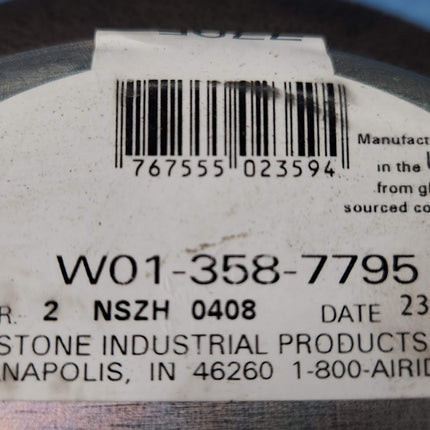 767555 023594
Manufact
in the
from gl
sourced co
W01-358-7795
R. 2 NSZH 0408 DATE 23
STONE INDUSTRIAL PRODUCTS
ANAPOLIS, IN 46260 1-800-AIRID